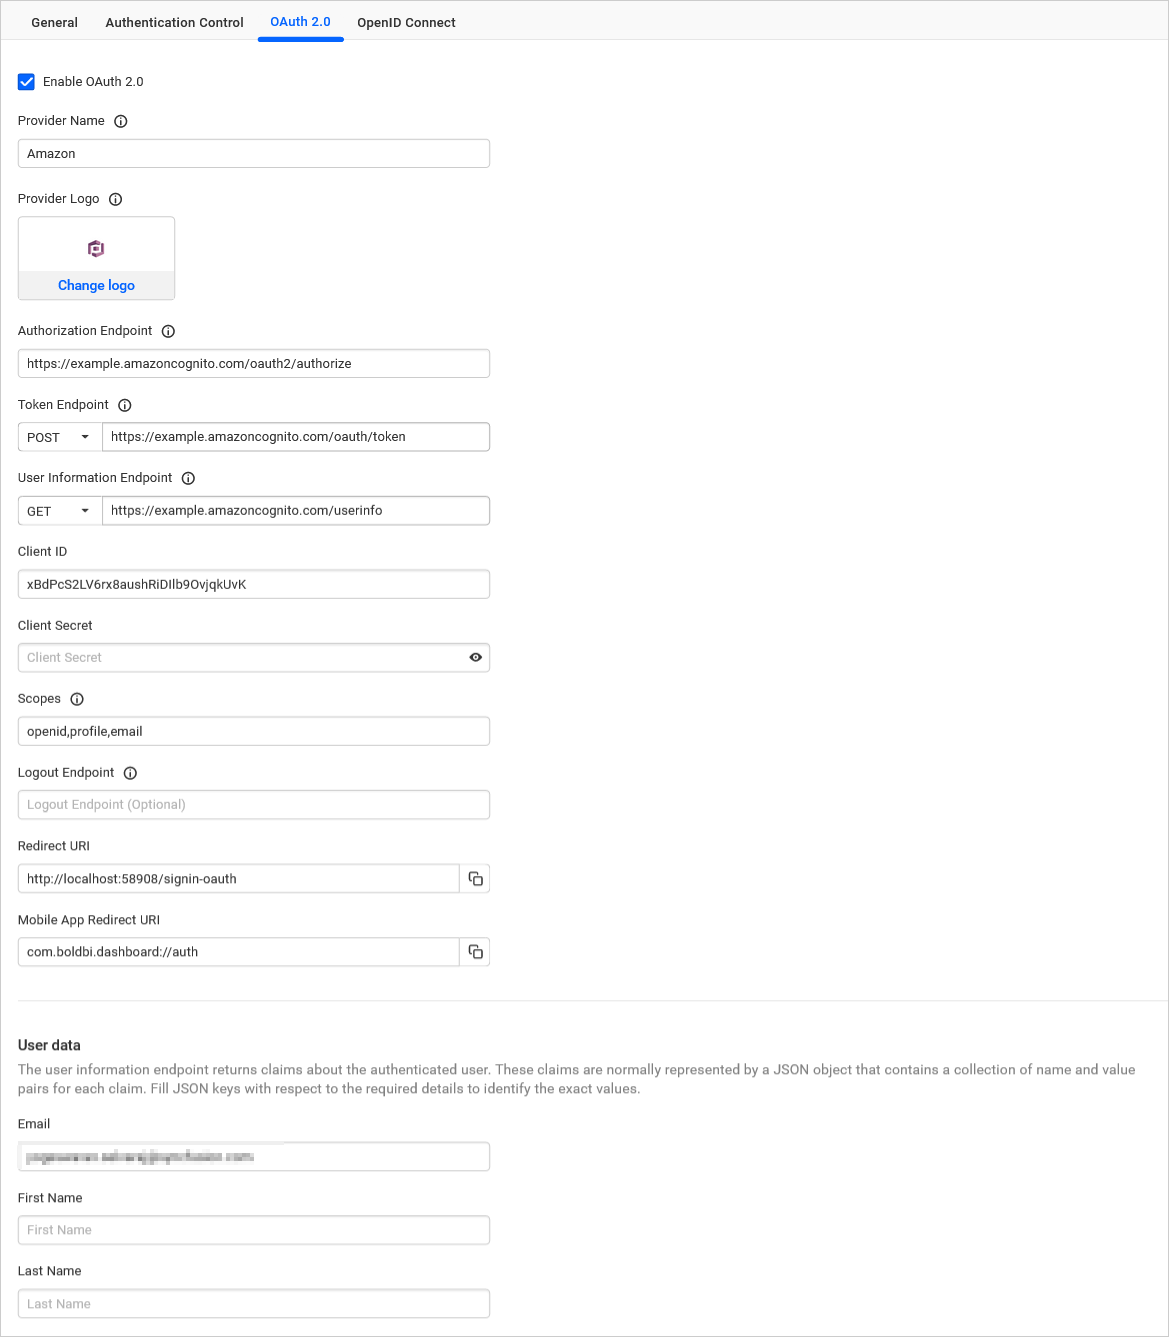 General Authentication Control OAuth 2.0 OpenID Connect
Enable OAuth 2.0
Provider Name
Amazon
Provider Logo
Change logo
Authorization Endpoint
https://example.amazoncognito.com/oauth2/authorize
Token Endpoint
POST https://example.amazoncognito.com/oauth/token
User Information Endpoint
GET https://example.amazoncognito.com/userinfo
Client ID
xBdPcS2LV6rx8aushRiDIlb9OvjqkUvK
Client Secret
Client Secret
Scopes
openid,profile,email
Logout Endpoint
Logout Endpoint (Optional)
Redirect URI
http://localhost:58908/signin-oauth
Mobile App Redirect URI
com.boldbi.dashboard://auth
User data
The user information endpoint returns claims about the authenticated user. These claims are normally represented by a JSON object that contains a collection of name and value
pairs for each claim. Fill JSON keys with respect to the required details to identify the exact values.
Email
First Name
First Name
Last Name
Last Name